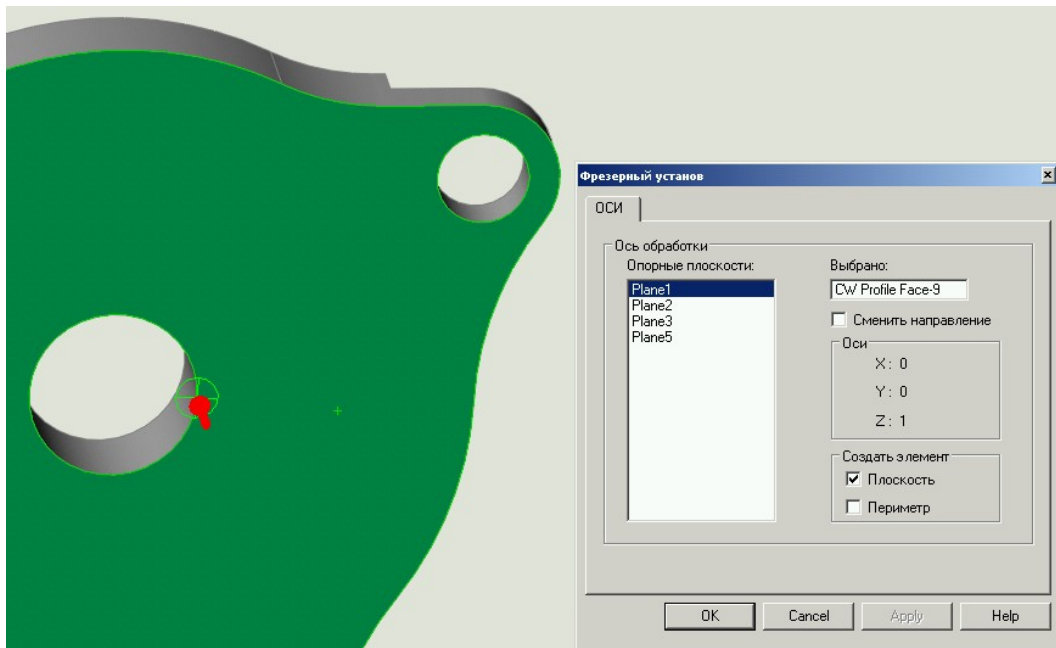 Фрезерный установ
ОСИ
Ось обработки
Опорные плоскости:
Plane1
Plane2
Plane3
Plane5
Выбрано:
CW Profile Face-9
Сменить направление
Оси
X: 0
Y: 0
Z: 1
Создать элемент
Плоскость
Периметр
OK Cancel Apply Help